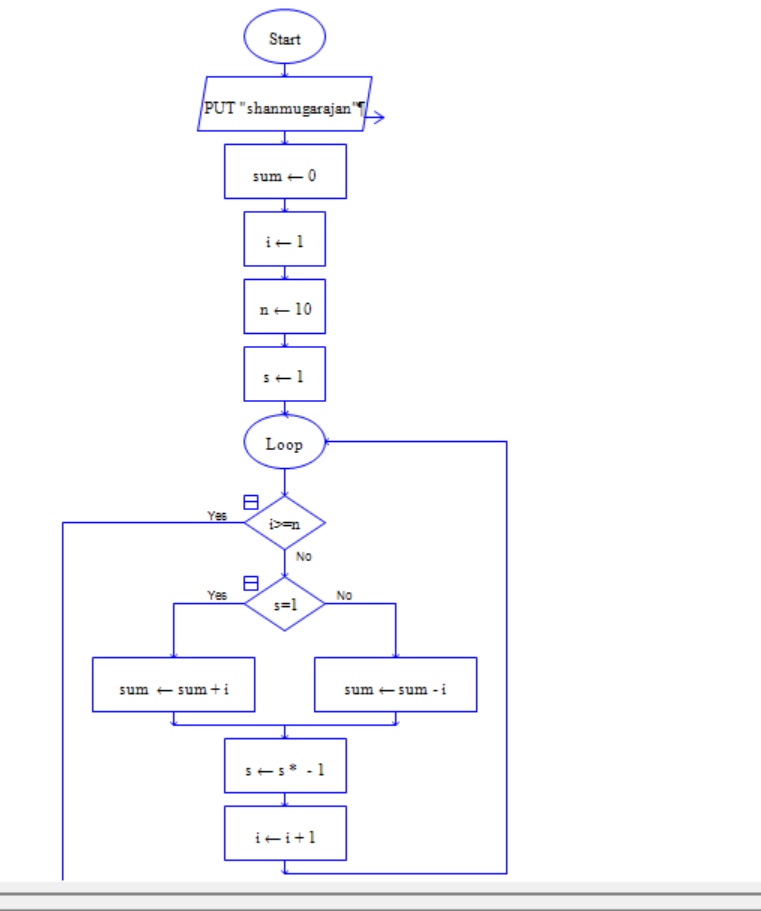 Start
PUT "shanmugarajan"¶
sum ← 0
i ← 1
n ← 10
s ← 1
Loop
Yes
i>=n
No
Yes
s=1
No
sum ← sum + i
sum ← sum - i
s ← s * - 1
i ← i + 1